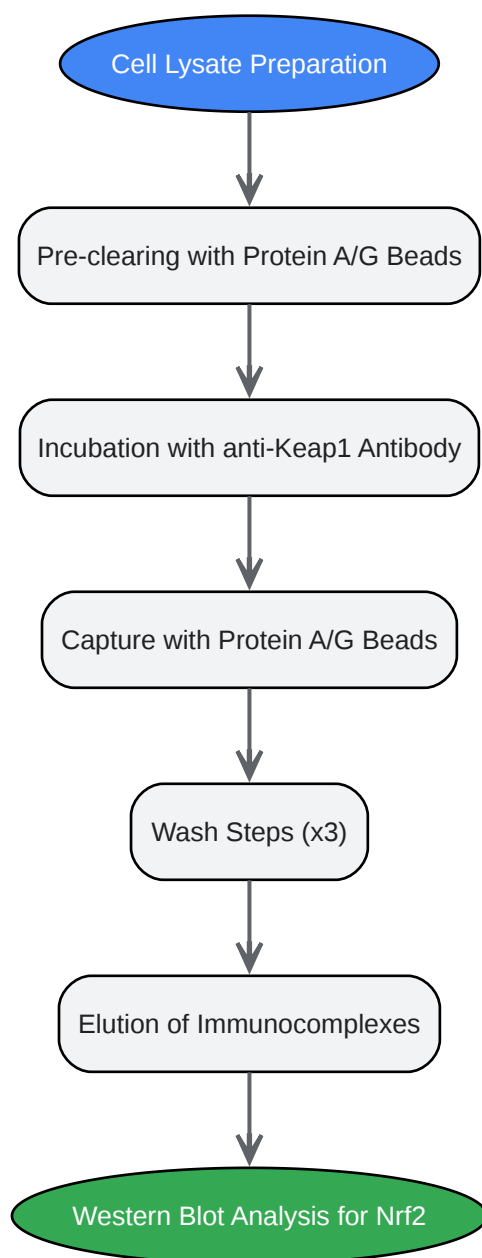 Cell Lysate Preparation
Pre-clearing with Protein A/G Beads
Incubation with anti-Keap1 Antibody
Capture with Protein A/G Beads
Wash Steps (x3)
Elution of Immunocomplexes
Western Blot Analysis for Nrf2